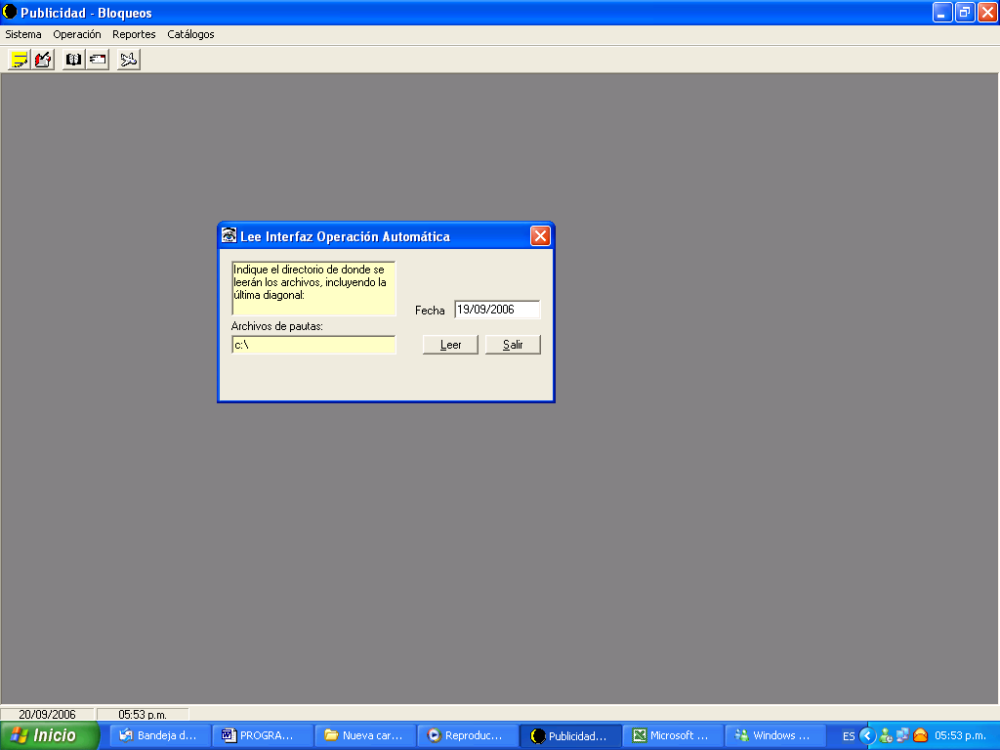 Publicidad - Bloqueos
Sistema Operación Reportes Catálogos
Lee Interfaz Operación Automática
Indique el directorio de donde se
leerán los archivos, incluyendo la
última diagonal:
Fecha 19/09/2006
Archivos de pautas:
c:\
Leer Salir
20/09/2006 05:53 p.m.
Inicio Bandeja d... PROGRA... Nueva car... Reproduc... Publicidad... Microsoft ... Windows ... ES 05:53 p.m.